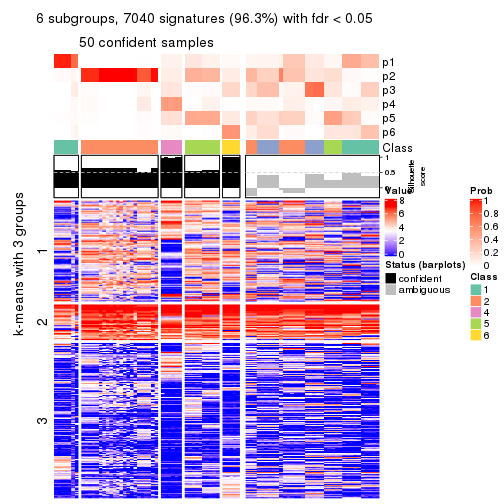 6 subgroups, 7040 signatures (96.3%) with fdr < 0.05
50 confident samples
p1
p2
p3
p4
p5
p6
Class
1
0.5
0
Silhouette
score
k-means with 3 groups
1
2
3
Value
8
6
4
2
0
Status (barplots)
confident
ambiguous
Prob
1
0.8
0.6
0.4
0.2
0
Class
1
2
4
5
6